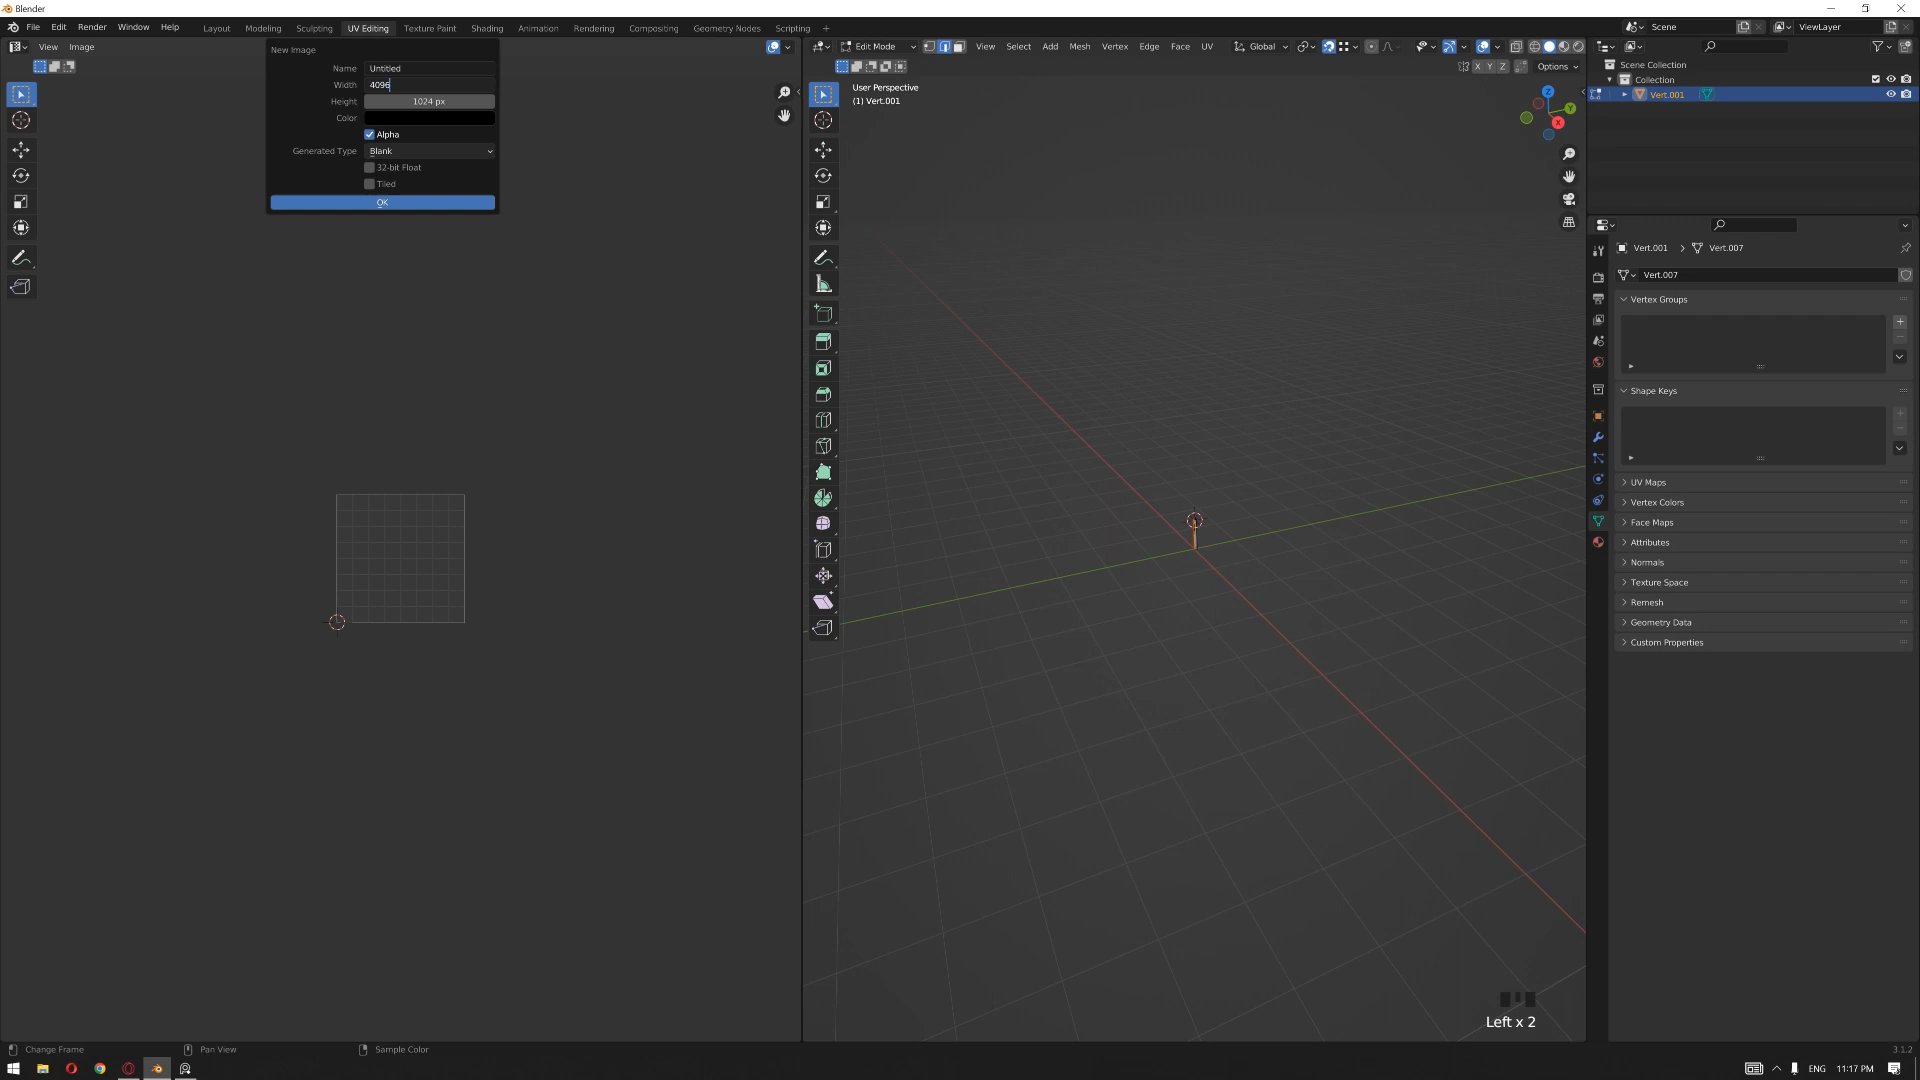 Blender
File Edit Render Window Help Layout Modeling Sculpting UV Editing Texture Paint Shading Animation Rendering Compositing Geometry Nodes Scripting + Scene ViewLayer
View Image
New Image
Name Untitled
Width 4096
Height 1024 px
Color
Alpha
Generated Type Blank
32-bit Float
Tiled
OK
Edit Mode View Select Add Mesh Vertex Edge Face UV Global
X Y Z Options
User Perspective
(1) Vert.001
Z
Y
X
Left x 2
Scene Collection
Collection
Vert.001
Vert.001 > Vert.007
Vert.007
Vertex Groups
Shape Keys
UV Maps
Vertex Colors
Face Maps
Attributes
Normals
Texture Space
Remesh
Geometry Data
Custom Properties
Change Frame Pan View Sample Color 3.1.2
ENG 11:17 PM